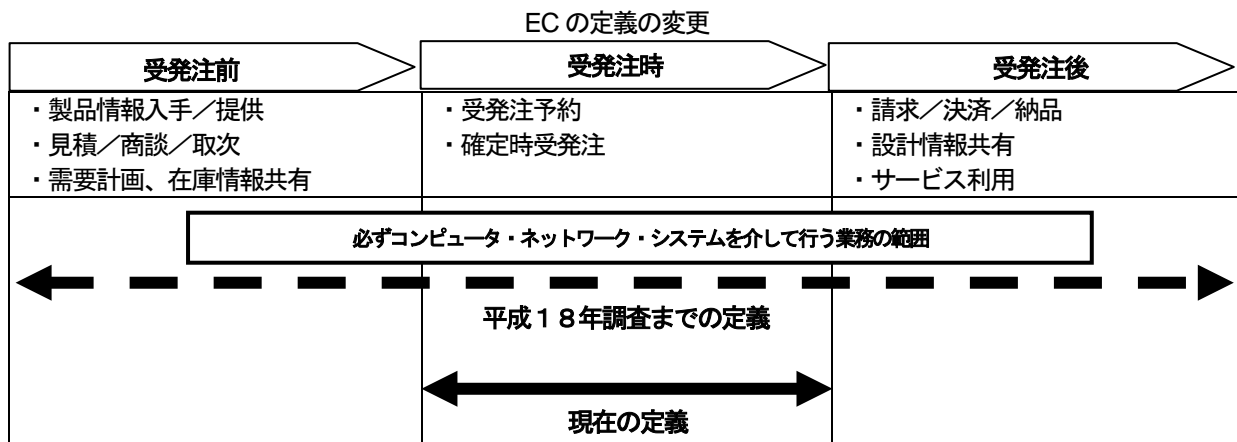 EC の定義の変更
受発注前
受発注時
受発注後
・製品情報入手／提供
・見積／商談／取次
・需要計画、在庫情報共有
・受発注予約
・確定時受発注
・請求／決済／納品
・設計情報共有
・サービス利用
必ずコンピュータ・ネットワーク・システムを介して行う業務の範囲
平成１８年調査までの定義
現在の定義